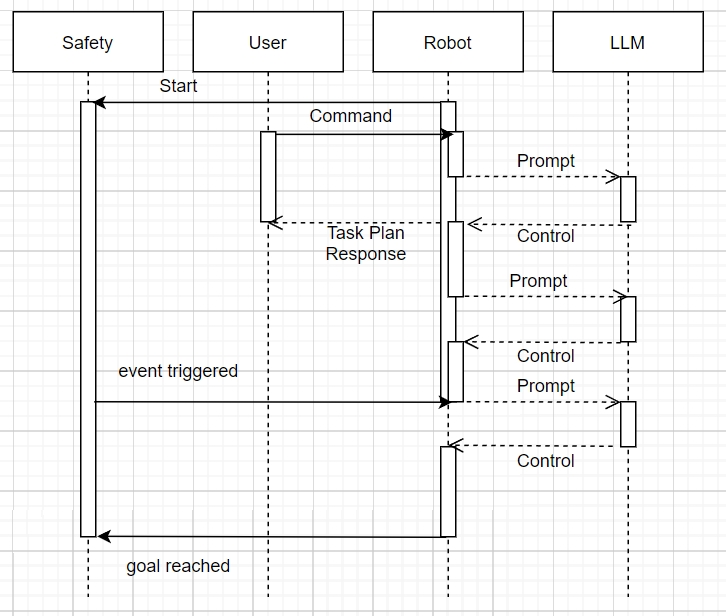 Safety
User
Robot
LLM
Start
Command
Prompt
Task Plan
Response
Control
Prompt
Control
event triggered
Prompt
Control
goal reached